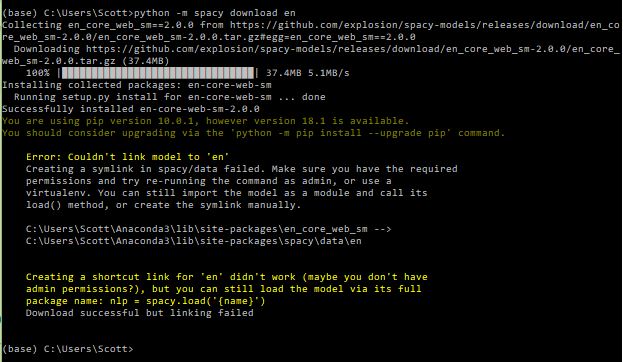 (base) C:\Users\Scott>python -m spacy download en
Collecting en_core_web_sm==2.0.0 from https://github.com/explosion/spacy-models/releases/download/en_co
re_web_sm-2.0.0/en_core_web_sm-2.0.0.tar.gz#egg=en_core_web_sm==2.0.0
Downloading https://github.com/explosion/spacy-models/releases/download/en_core_web_sm-2.0.0/en_core_
web_sm-2.0.0.tar.gz (37.4MB)
100% |████████████████████████████████| 37.4MB 5.1MB/s
Installing collected packages: en-core-web-sm
Running setup.py install for en-core-web-sm ... done
Successfully installed en-core-web-sm-2.0.0
You are using pip version 10.0.1, however version 18.1 is available.
You should consider upgrading via the 'python -m pip install --upgrade pip' command.
Error: Couldn't link model to 'en'
Creating a symlink in spacy/data failed. Make sure you have the required
permissions and try re-running the command as admin, or use a
virtualenv. You can still import the model as a module and call its
load() method, or create the symlink manually.
C:\Users\Scott\Anaconda3\lib\site-packages\en_core_web_sm -->
C:\Users\Scott\Anaconda3\lib\site-packages\spacy\data\en
Creating a shortcut link for 'en' didn't work (maybe you don't have
admin permissions?), but you can still load the model via its full
package name: nlp = spacy.load('{name}')
Download successful but linking failed
(base) C:\Users\Scott>